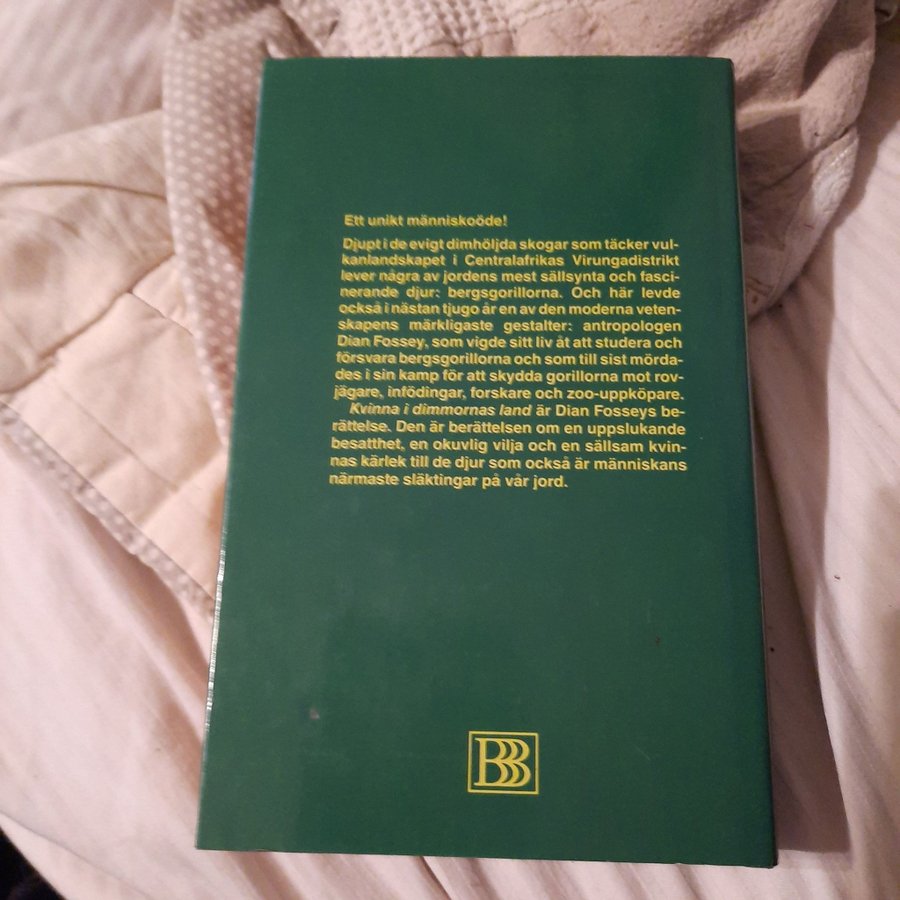 Ett unikt människoöde!
Djupt i de evigt dimhöljda skogar som täcker vul-
kanlandskapet i Centralafrikas Virungadistrikt
lever några av jordens mest sällsynta och fasci-
nerande djur: bergsgorillorna. Och här levde
också i nästan tjugo år en av den moderna veten-
skapens märkligaste gestalter: antropologen
Dian Fossey, som vigde sitt liv åt att studera och
försvara bergsgorillorna och som till sist mörda-
des i sin kamp för att skydda gorillorna mot rov-
jägare, infödingar, forskare och zoo-uppköpare.
Kvinna i dimmornas land är Dian Fosseys be-
rättelse. Den är berättelsen om en uppslukande
besatthet, en okuvlig vilja och en sällsam kvin-
nas kärlek till de djur som också är människans
närmaste släktingar på vår jord.
BBB